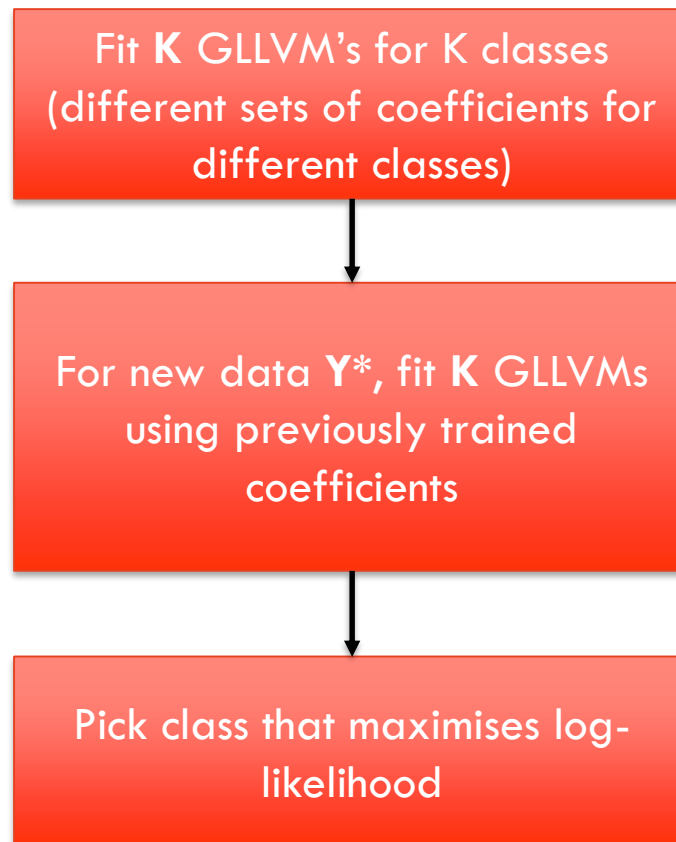 Fit K GLLVM's for K classes
(different sets of coefficients for
different classes)
For new data Y*, fit K GLLVMs
using previously trained
coefficients
Pick class that maximises log-
likelihood